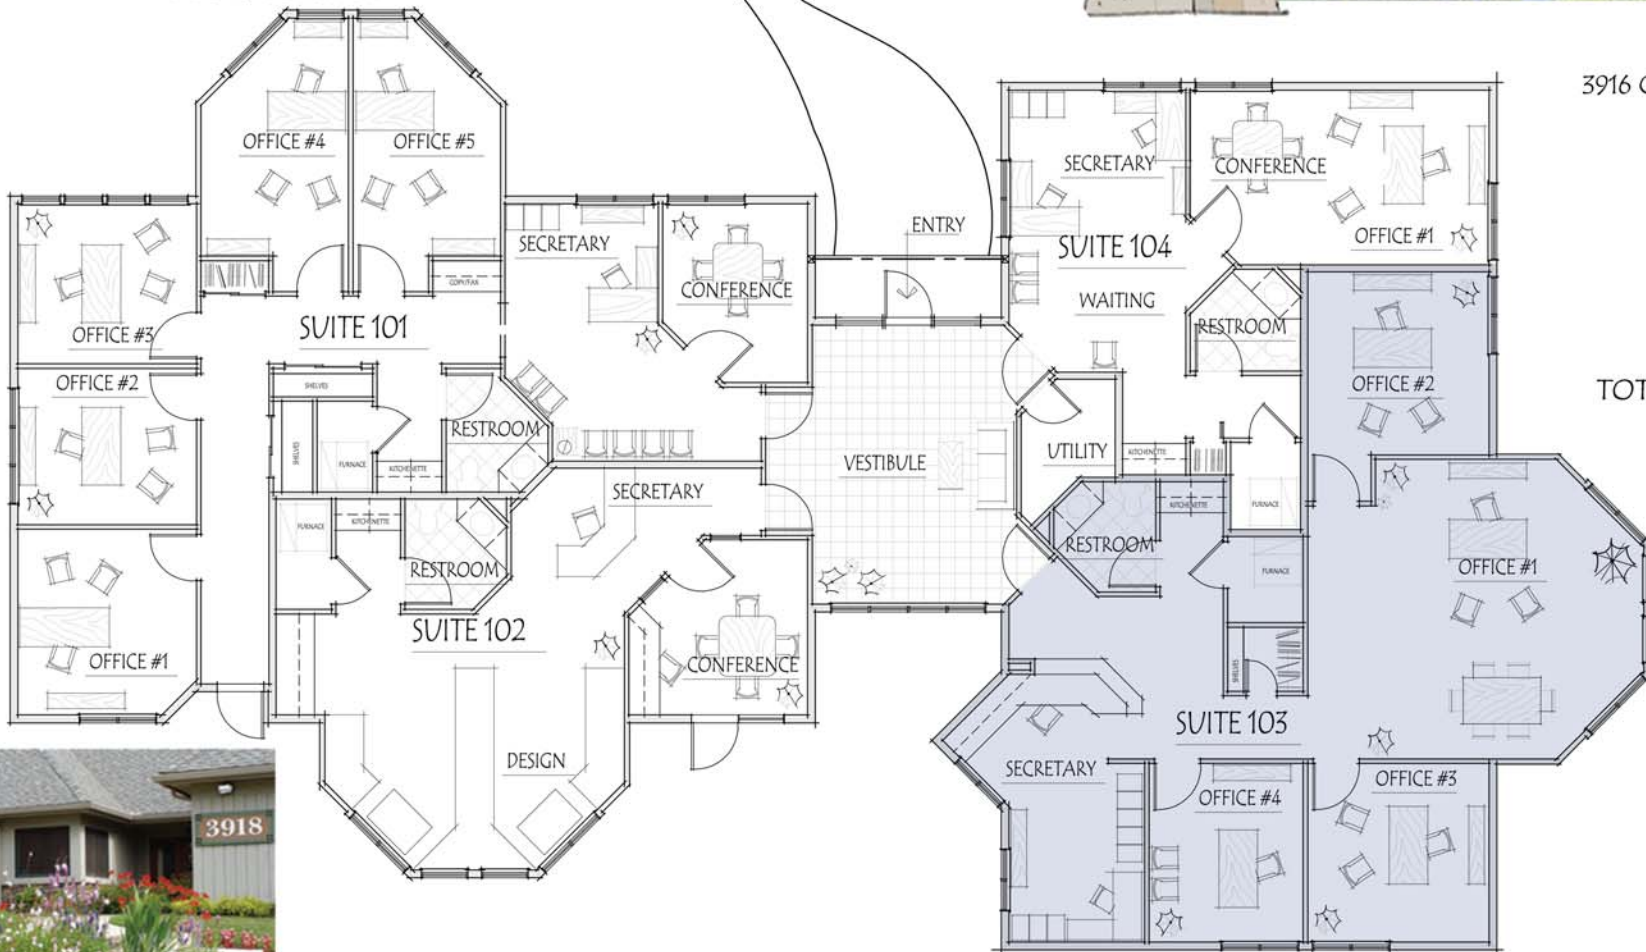 3916 C
OFFICE #4
OFFICE #5
SECRETARY
CONFERENCE
COPY/FAX
OFFICE #3
SUITE 101
OFFICE #2
SHELVES
SHELVES
FURNACE
KITCHENETTE
RESTROOM
OFFICE #1
ENTRY
VESTIBULE
SECRETARY
FURNACE
KITCHENETTE
RESTROOM
SUITE 102
CONFERENCE
DESIGN
SECRETARY
CONFERENCE
OFFICE #1
SUITE 104
WAITING
RESTROOM
UTILITY
KITCHENETTE
FURNACE
OFFICE #2
TOT
KITCHENETTE
RESTROOM
FURNACE
OFFICE #1
SHELVES
SUITE 103
SECRETARY
OFFICE #4
OFFICE #3
3918